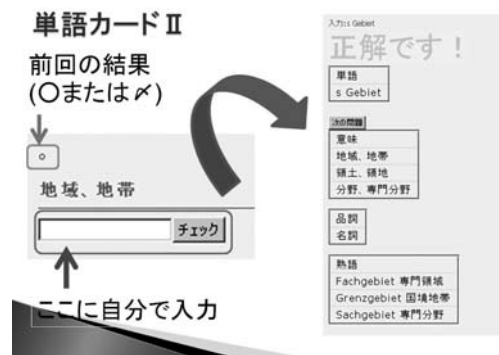 単語カードⅡ
前回の結果
(○または〆)
○
地域、地帯
チェック
ここに自分で入力
入力:s Gebiet
正解です！
単語
s Gebiet
次の問題
意味
地域、地帯
領土、領地
分野、専門分野
品詞
名詞
熟語
Fachgebiet 専門領域
Grenzgebiet 国境地帯
Sachgebiet 専門分野